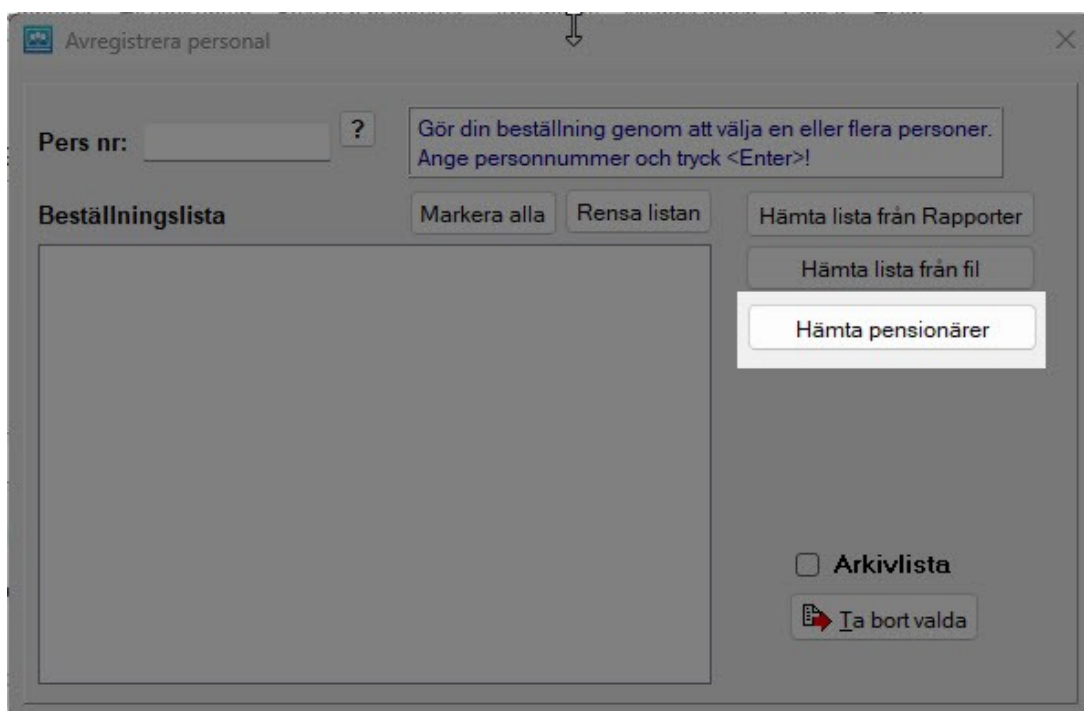 Avregistrera personal
Pers nr:
?
Gör din beställning genom att välja en eller flera personer.
Ange personnummer och tryck <Enter>!
Beställningslista
Markera alla
Rensa listan
Hämta lista från Rapporter
Hämta lista från fil
Hämta pensionärer
Arkivlista
Ta bort valda